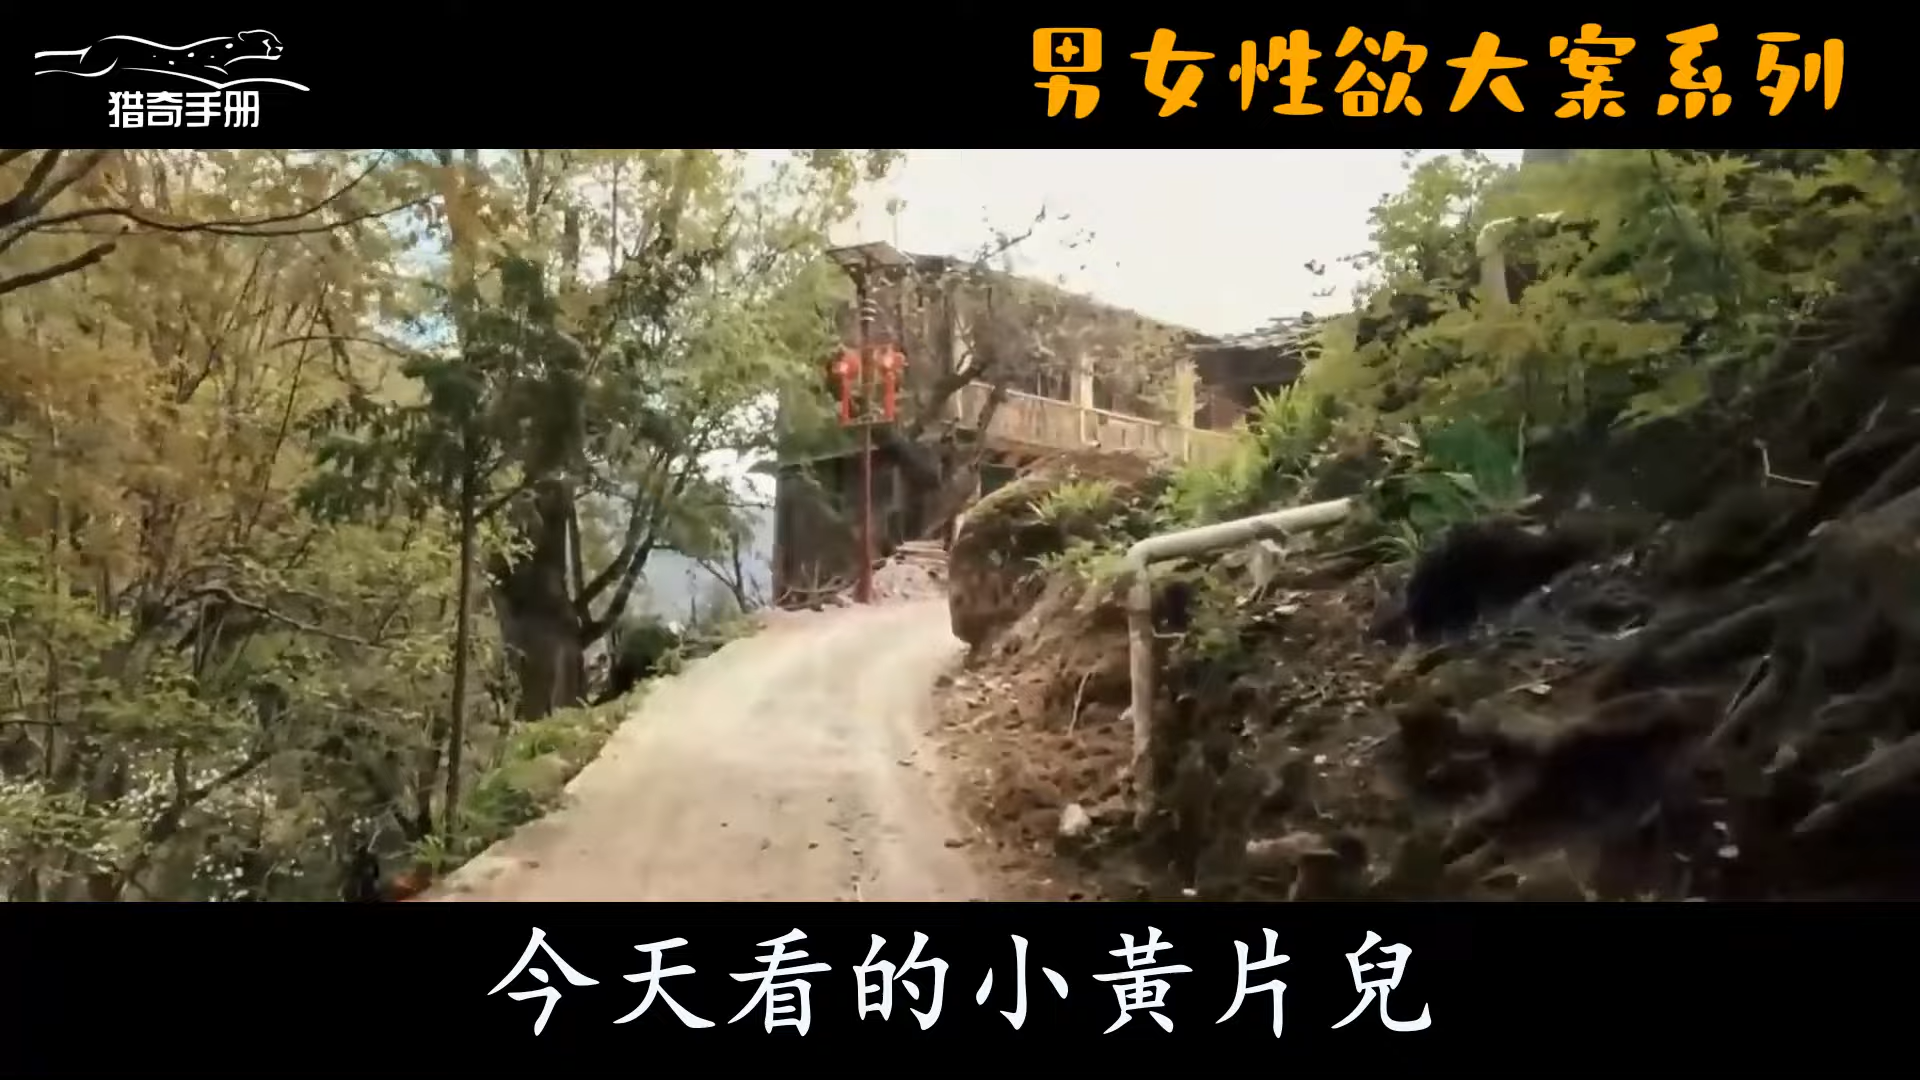 猎奇手册
男女性欲大案系列
今天看的小黃片兒